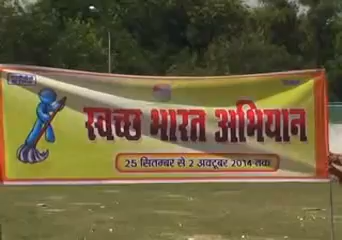 स्वच्छ भारत अभियान
25 सितम्बर से 2 अक्टूबर 2014 तक